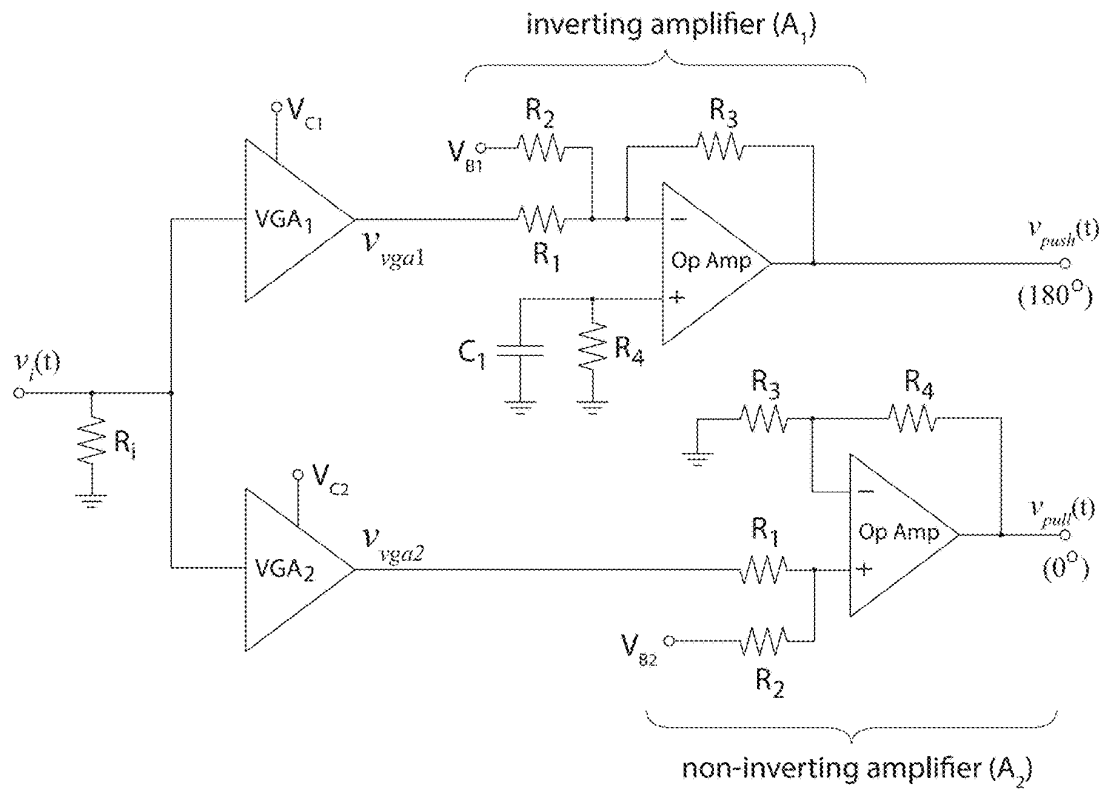 inverting amplifier (A1)
VC1
R2
R3
VB1
VGA1
vvga1
R1
−
Op Amp
+
vpush(t)
(180°)
C1
R4
vi(t)
Ri
R3
R4
VC2
−
Op Amp
+
vpull(t)
(0°)
VGA2
vvga2
R1
VB2
R2
non-inverting amplifier (A2)